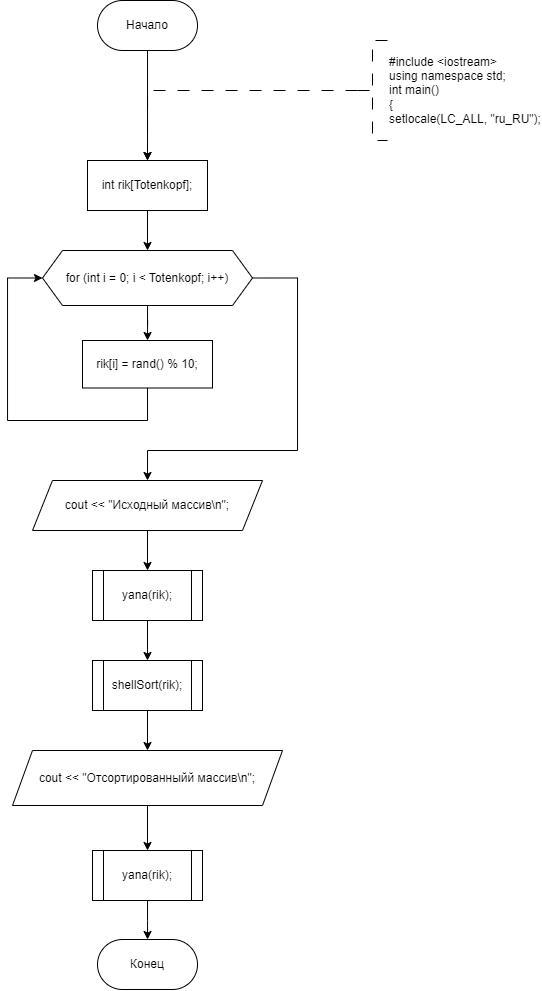 Начало
#include <iostream>
using namespace std;
int main()
{
setlocale(LC_ALL, "ru_RU");
int rik[Totenkopf];
for (int i = 0; i < Totenkopf; i++)
rik[i] = rand() % 10;
cout << "Исходный массив\n";
yana(rik);
shellSort(rik);
cout << "Отсортированныйй массив\n";
yana(rik);
Конец